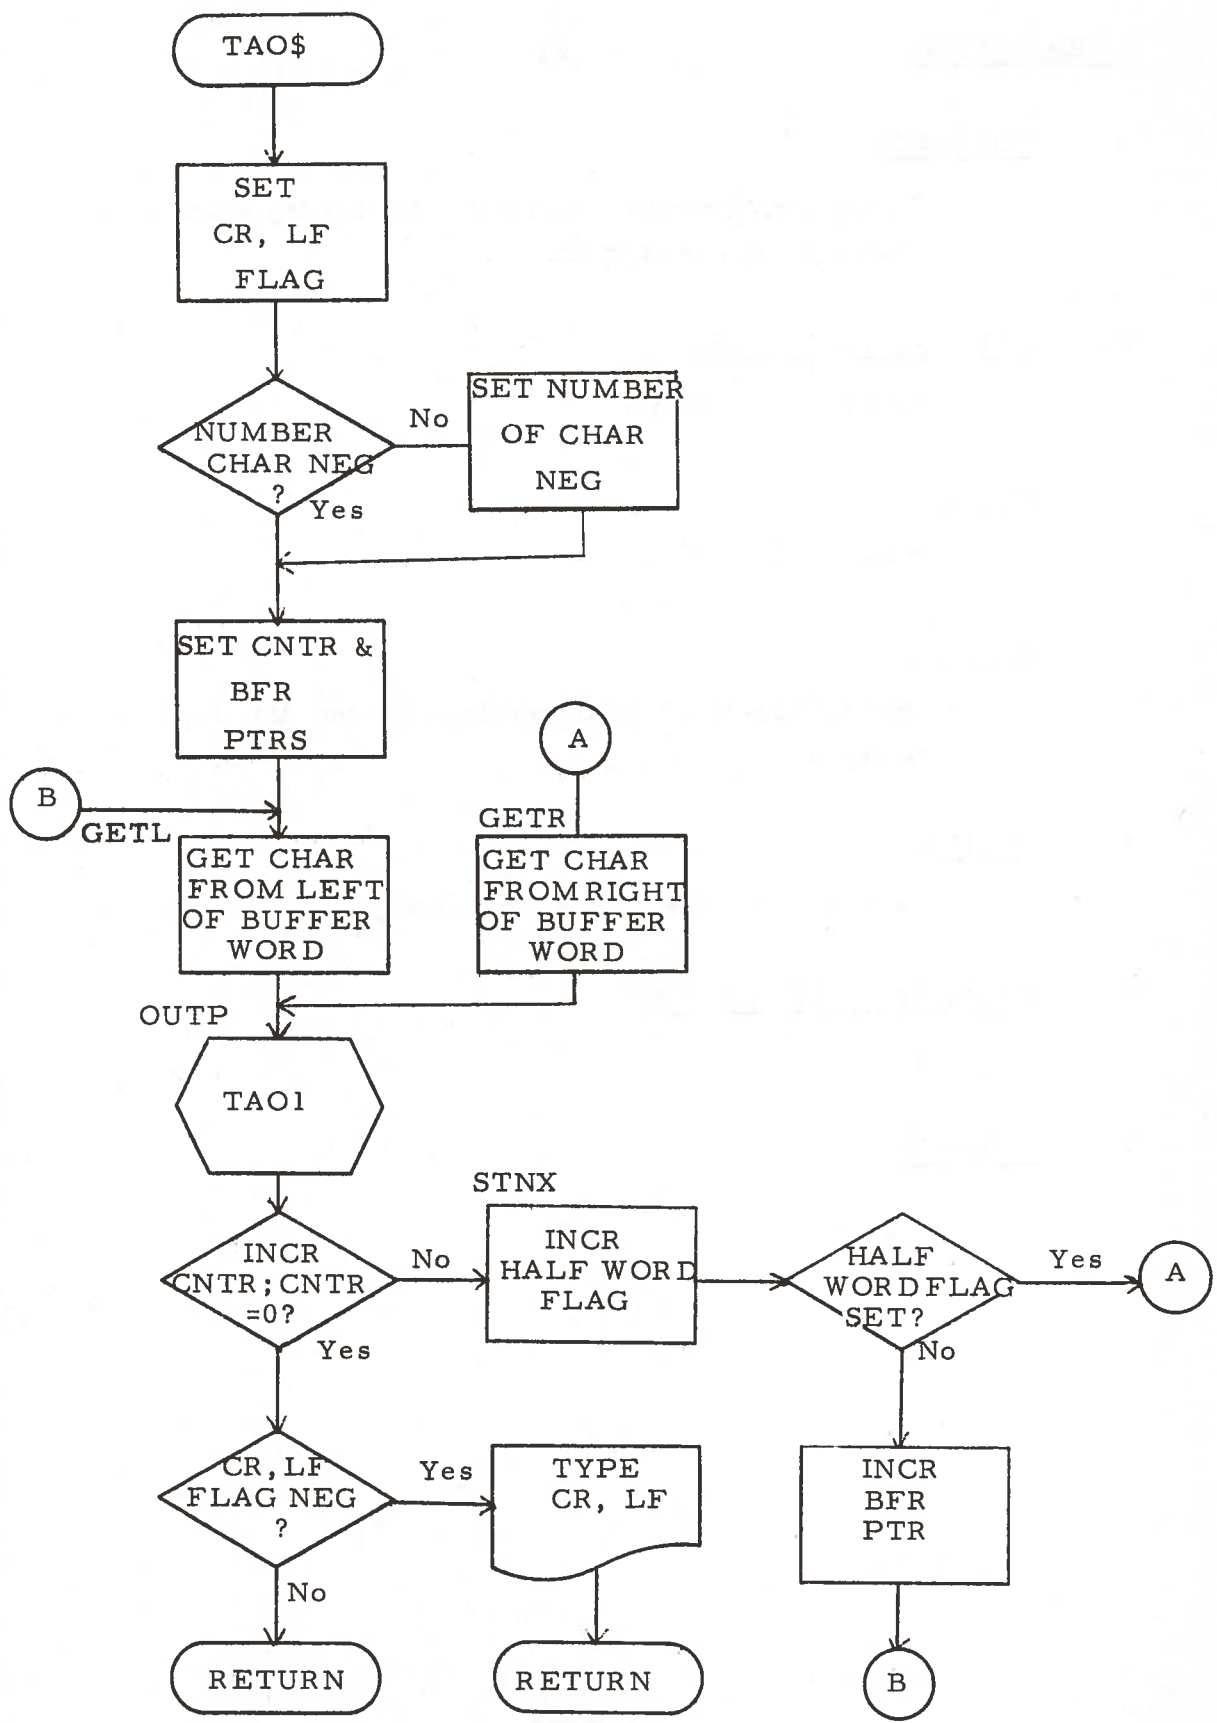 TAO$
SET
CR, LF
FLAG
NUMBER
CHAR NEG
?
No
Yes
SET NUMBER
OF CHAR
NEG
SET CNTR &
BFR
PTRS
A
B
GETL
GETR
GET CHAR
FROM LEFT
OF BUFFER
WORD
GET CHAR
FROM RIGHT
OF BUFFER
WORD
OUTP
TAO1
STNX
INCR
CNTR; CNTR
=0?
No
Yes
INCR
HALF WORD
FLAG
HALF
WORD FLAG
SET?
Yes
A
No
CR, LF
FLAG NEG
?
Yes
No
TYPE
CR, LF
INCR
BFR
PTR
RETURN
RETURN
B